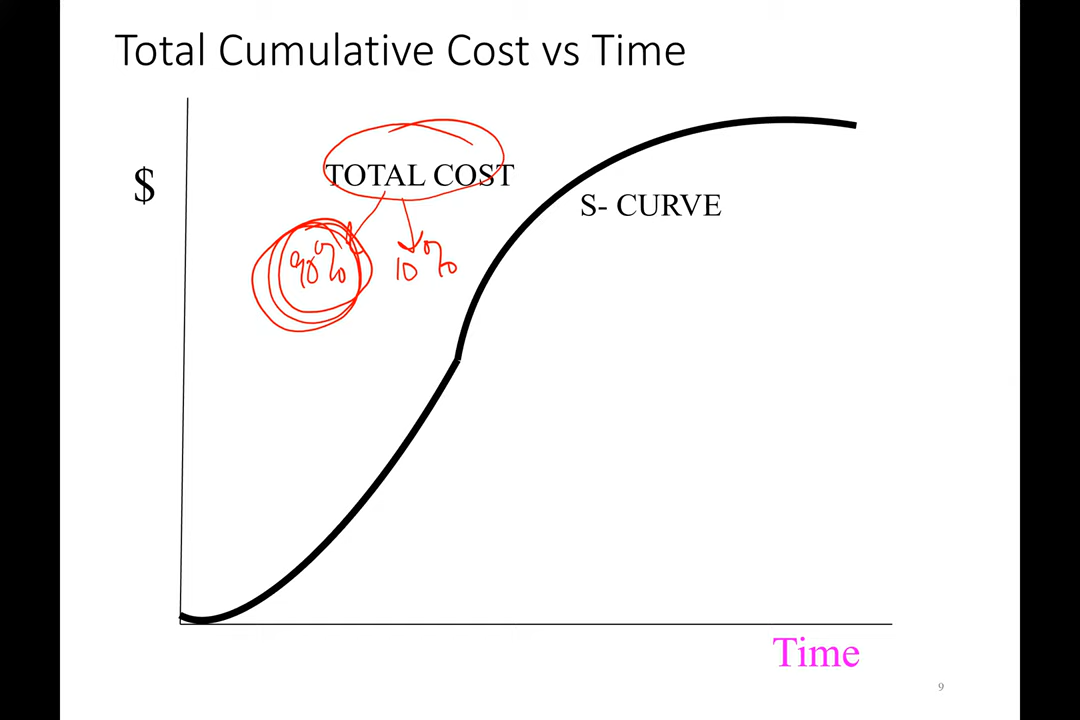 Total Cumulative Cost vs Time
$
TOTAL COST
S- CURVE
90% 10%
Time
9